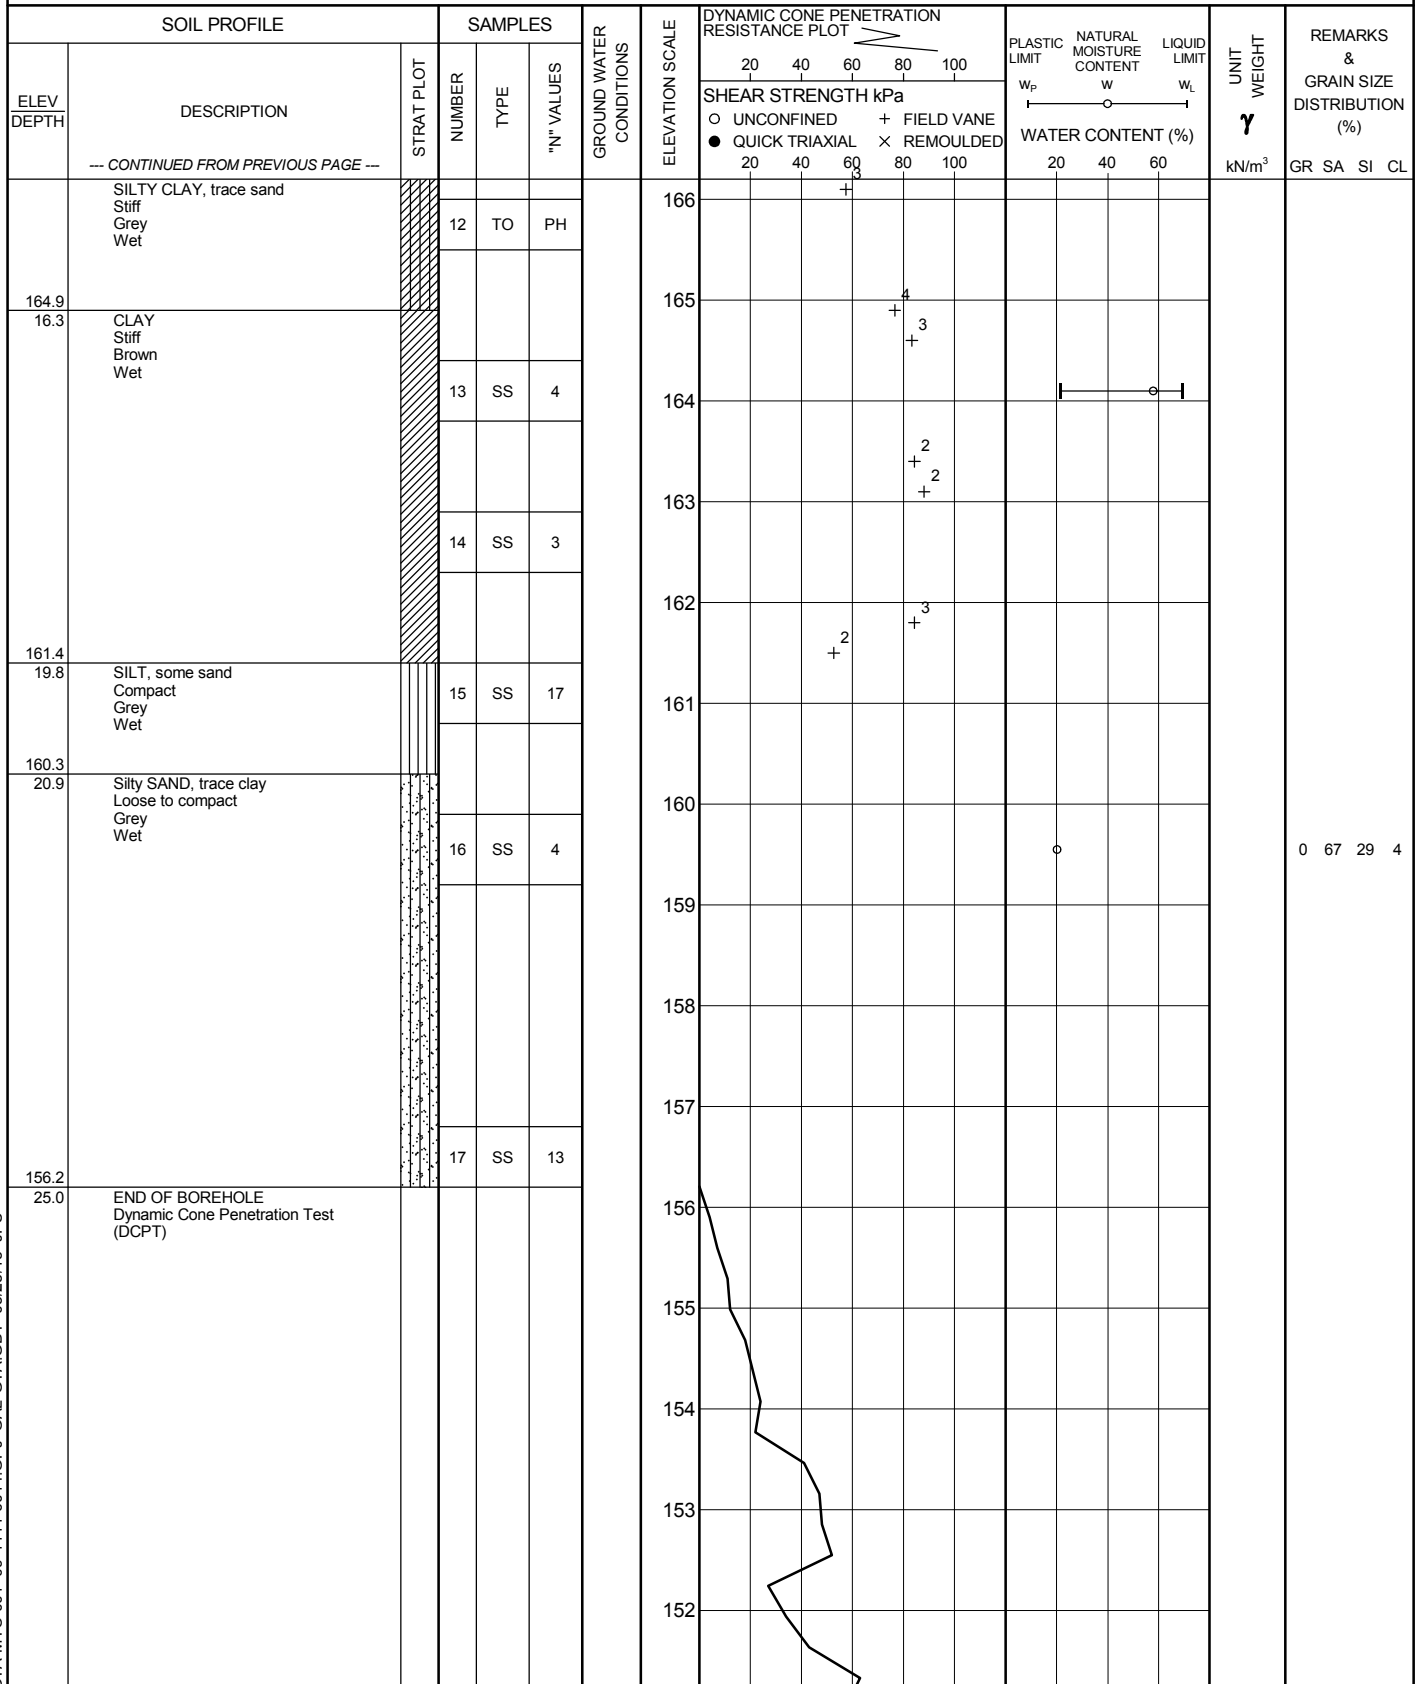 SOIL PROFILE
SAMPLES
GROUND WATER CONDITIONS
ELEVATION SCALE
DYNAMIC CONE PENETRATION
RESISTANCE PLOT
20 40 60 80 100
SHEAR STRENGTH kPa
○ UNCONFINED + FIELD VANE
● QUICK TRIAXIAL × REMOULDED
20 40 60 80 100
PLASTIC LIMIT
NATURAL MOISTURE CONTENT
LIQUID LIMIT
WP W WL
WATER CONTENT (%)
20 40 60
UNIT WEIGHT
γ
kN/m³
REMARKS
&
GRAIN SIZE
DISTRIBUTION
(%)
GR SA SI CL
ELEV
DEPTH
DESCRIPTION
--- CONTINUED FROM PREVIOUS PAGE ---
STRAT PLOT
NUMBER
TYPE
"N" VALUES
SILTY CLAY, trace sand
Stiff
Grey
Wet
12 TO PH
166
3
164.9
16.3
CLAY
Stiff
Brown
Wet
165
4
3
13 SS 4
164
2
2
163
14 SS 3
162
3
2
161.4
19.8
SILT, some sand
Compact
Grey
Wet
15 SS 17
161
160.3
20.9
Silty SAND, trace clay
Loose to compact
Grey
Wet
160
16 SS 4
0 67 29 4
159
158
157
17 SS 13
156.2
25.0
END OF BOREHOLE
Dynamic Cone Penetration Test
(DCPT)
156
155
154
153
152